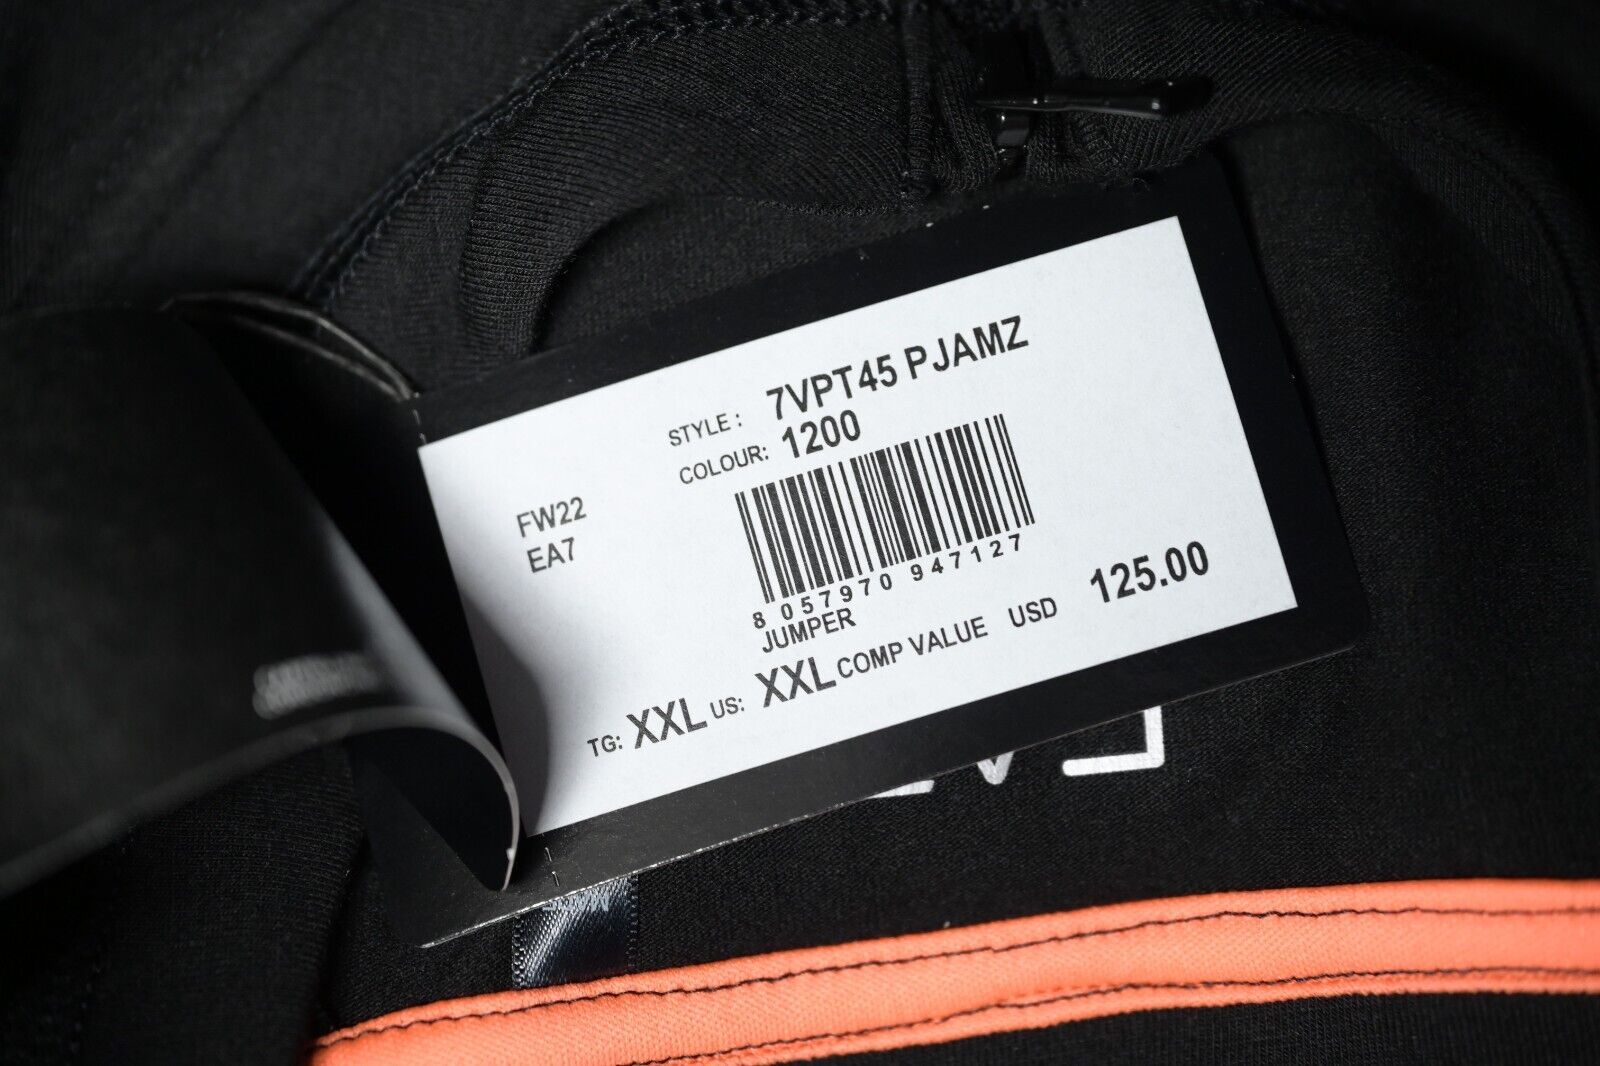 STYLE: 7VPT45 PJAMZ
COLOUR: 1200
FW22
EA7
8 057970 947127
JUMPER
TG: XXL US: XXL COMP VALUE USD 125.00